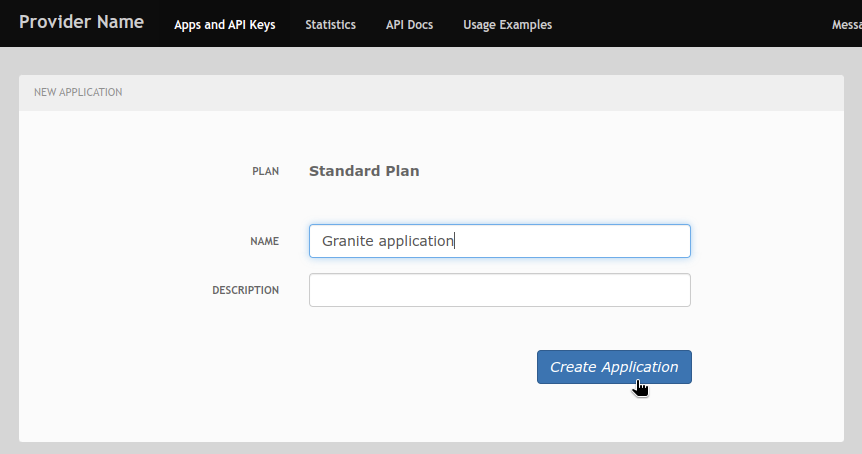 Provider Name Apps and API Keys Statistics API Docs Usage Examples
NEW APPLICATION
PLAN Standard Plan
NAME Granite application
DESCRIPTION
Create Application